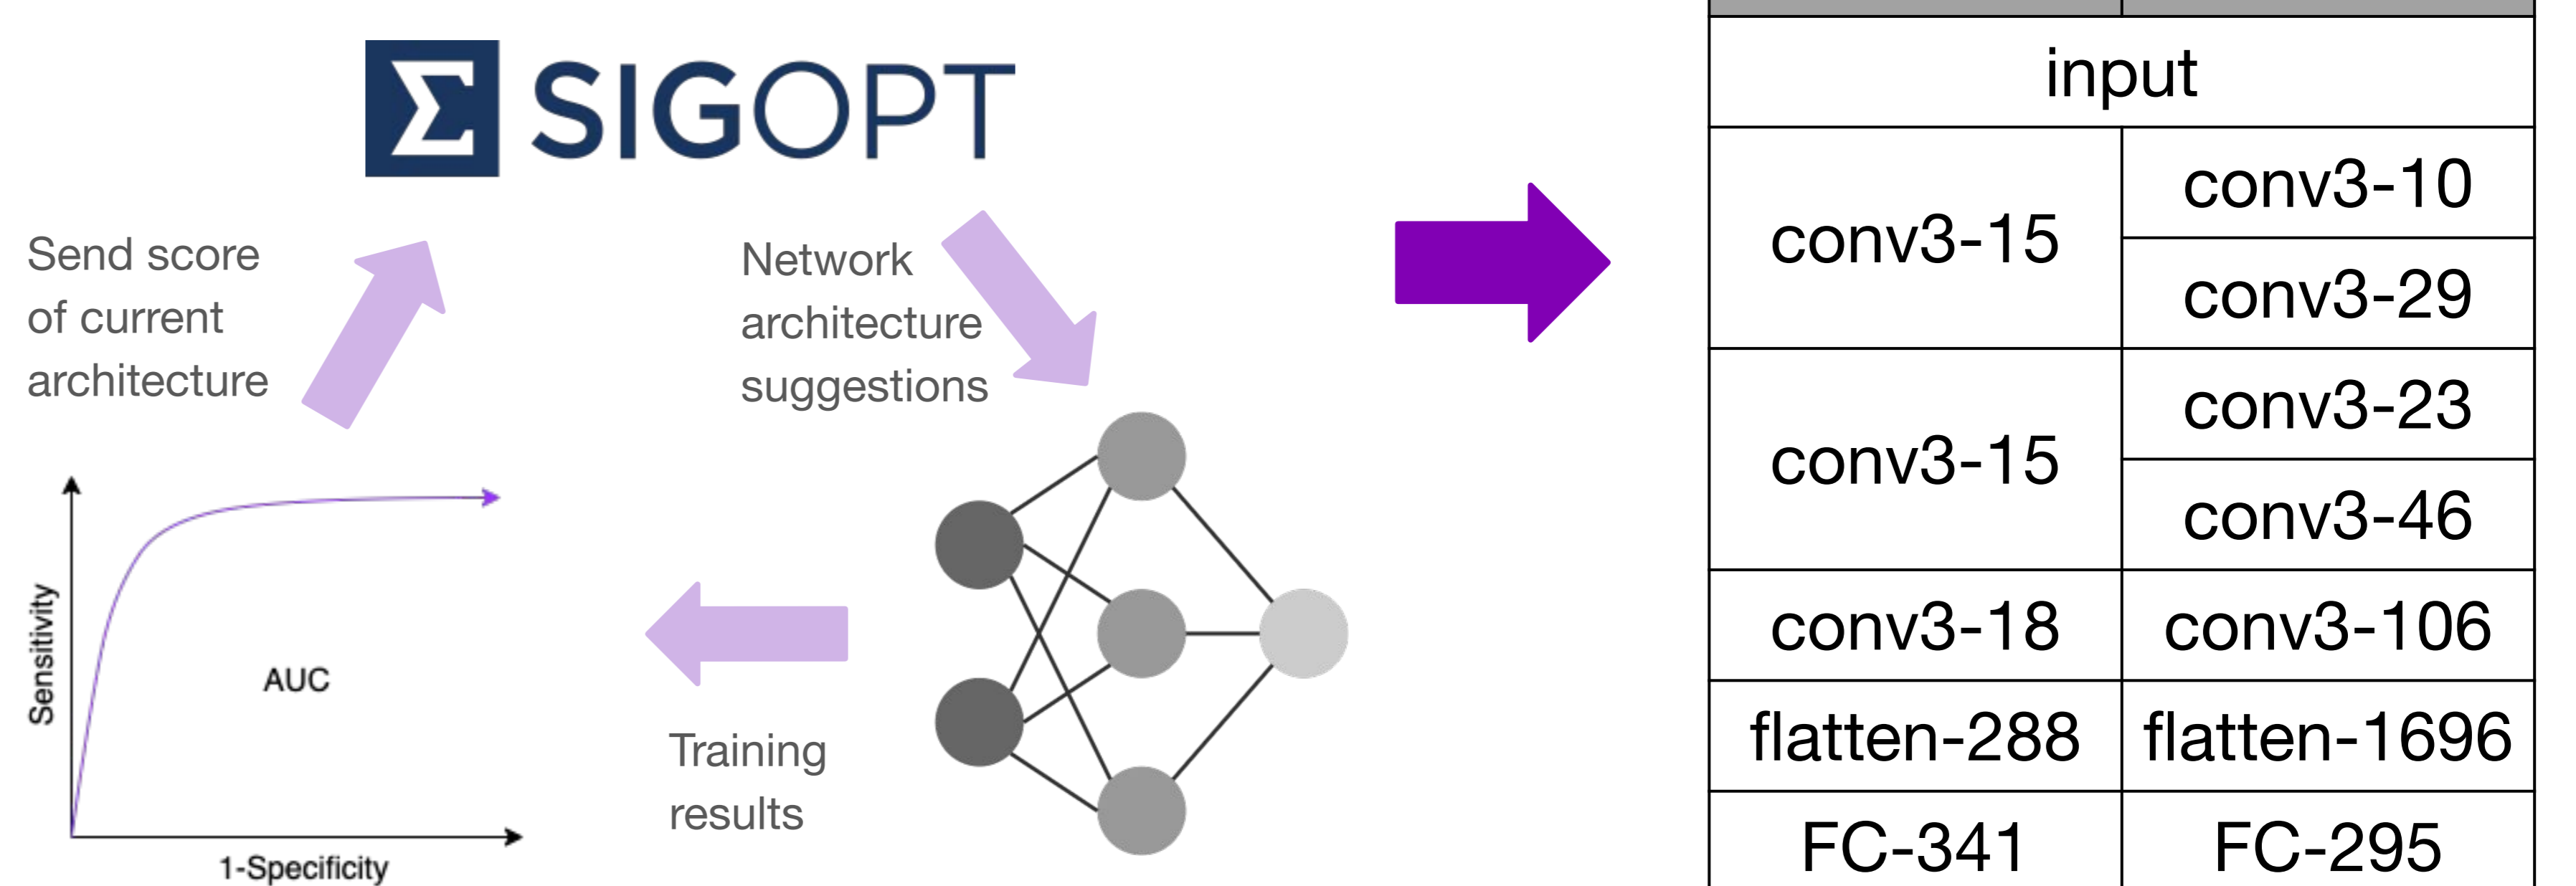 Σ SIGOPT
Send score
of current
architecture
Network
architecture
suggestions
Sensitivity
AUC
1-Specificity
Training
results
input
conv3-15
conv3-10
conv3-29
conv3-15
conv3-23
conv3-46
conv3-18 conv3-106
flatten-288 flatten-1696
FC-341 FC-295